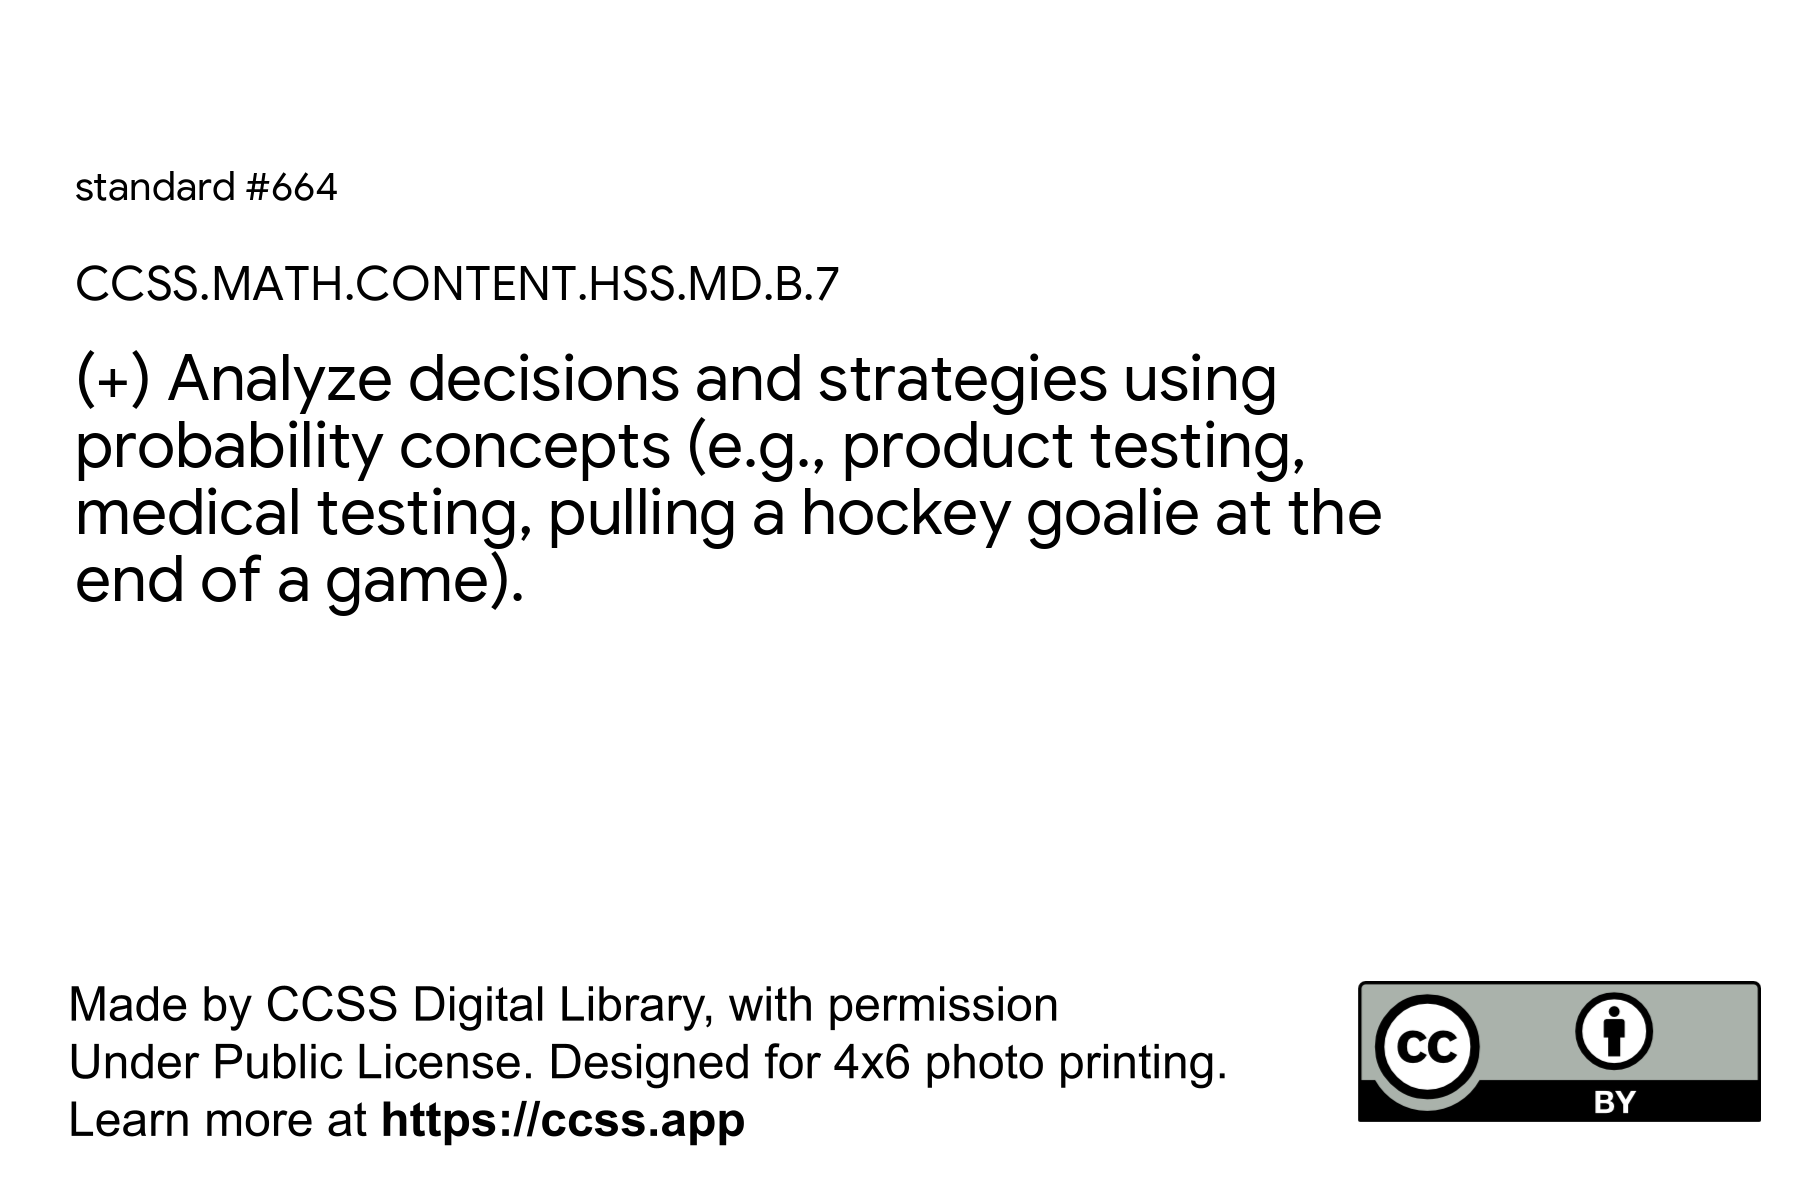 standard #664
CCSS.MATH.CONTENT.HSS.MD.B.7
(+) Analyze decisions and strategies using
probability concepts (e.g., product testing,
medical testing, pulling a hockey goalie at the
end of a game).
Made by CCSS Digital Library, with permission
Under Public License. Designed for 4x6 photo printing.
Learn more at https://ccss.app
CC
BY